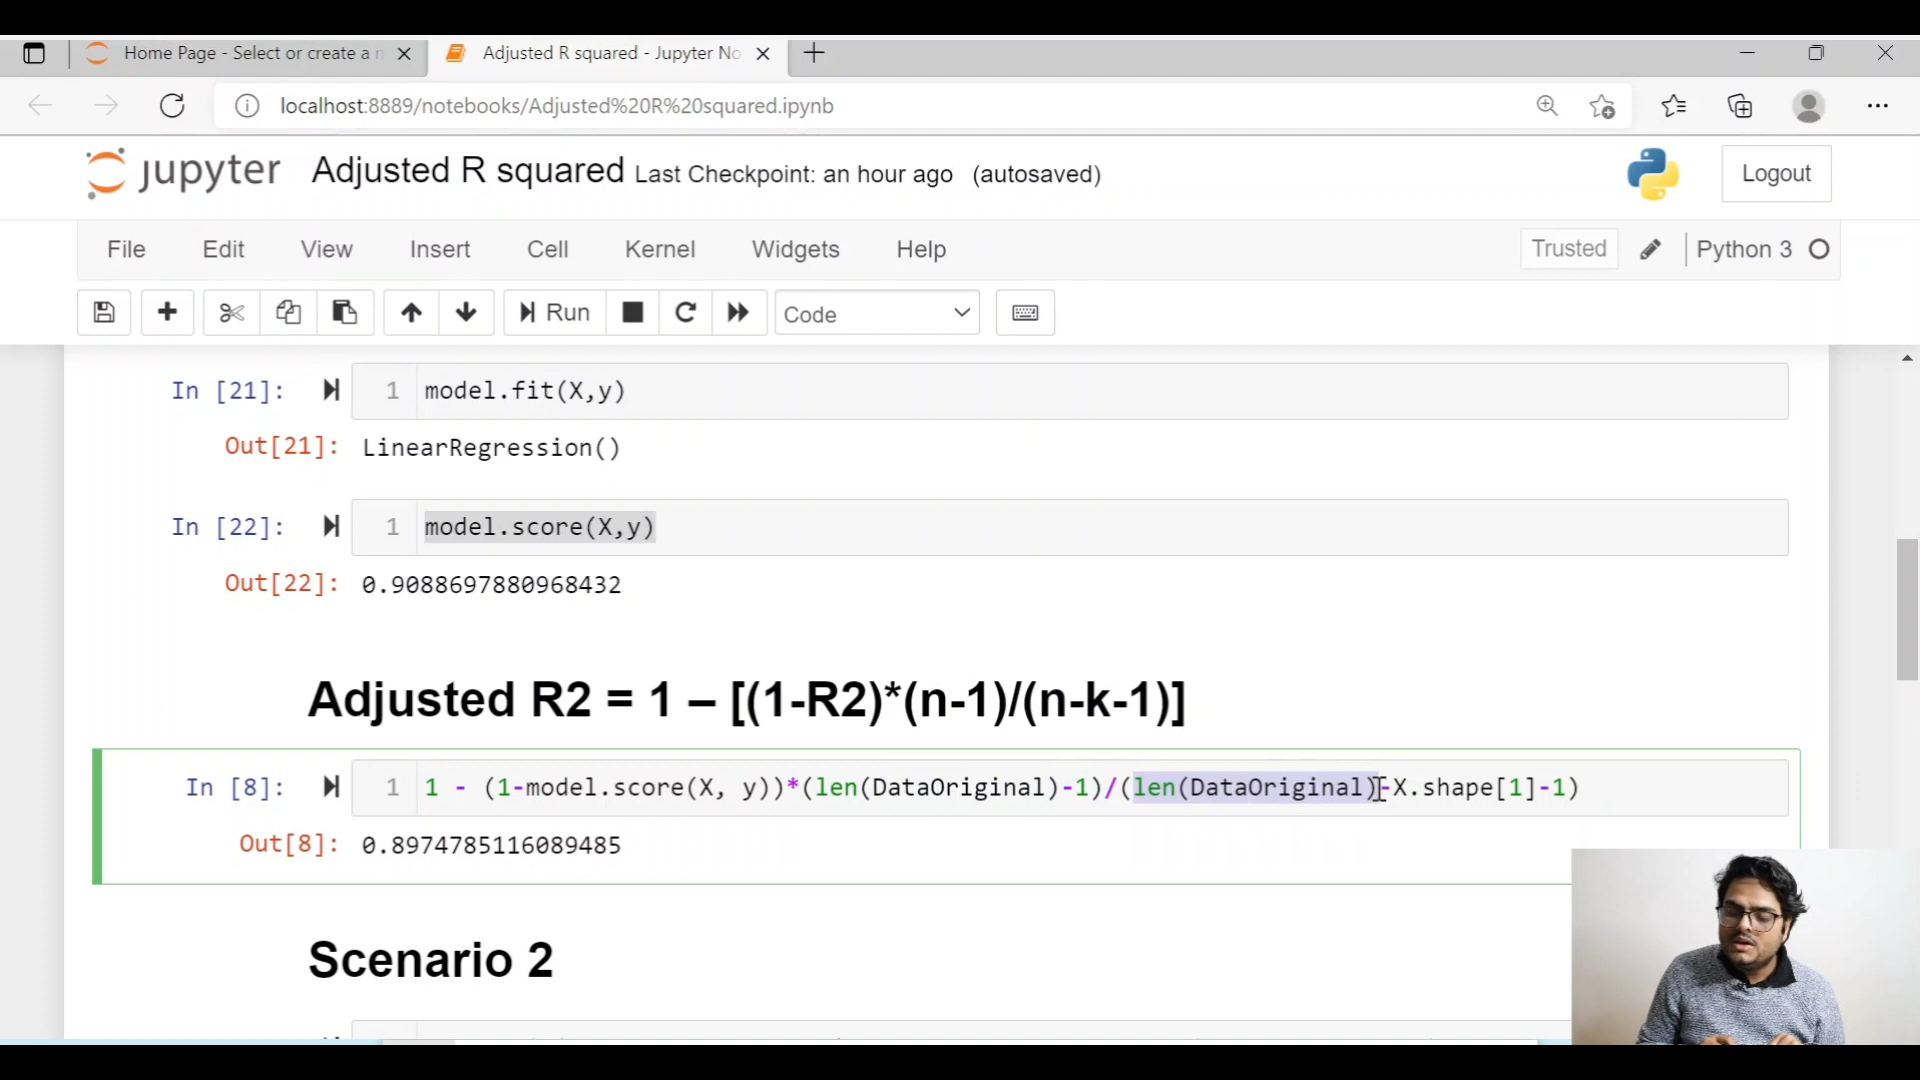 Home Page - Select or create a n
Adjusted R squared - Jupyter No
localhost:8889/notebooks/Adjusted%20R%20squared.ipynb
jupyter Adjusted R squared Last Checkpoint: an hour ago (autosaved)
Logout
File Edit View Insert Cell Kernel Widgets Help
Trusted Python 3
Run Code
In [21]: 1 model.fit(X,y)
Out[21]: LinearRegression()
In [22]: 1 model.score(X,y)
Out[22]: 0.9088697880968432
Adjusted R2 = 1 – [(1-R2)*(n-1)/(n-k-1)]
In [8]: 1 1 - (1-model.score(X, y))*(len(DataOriginal)-1)/(len(DataOriginal)-X.shape[1]-1)
Out[8]: 0.8974785116089485
Scenario 2